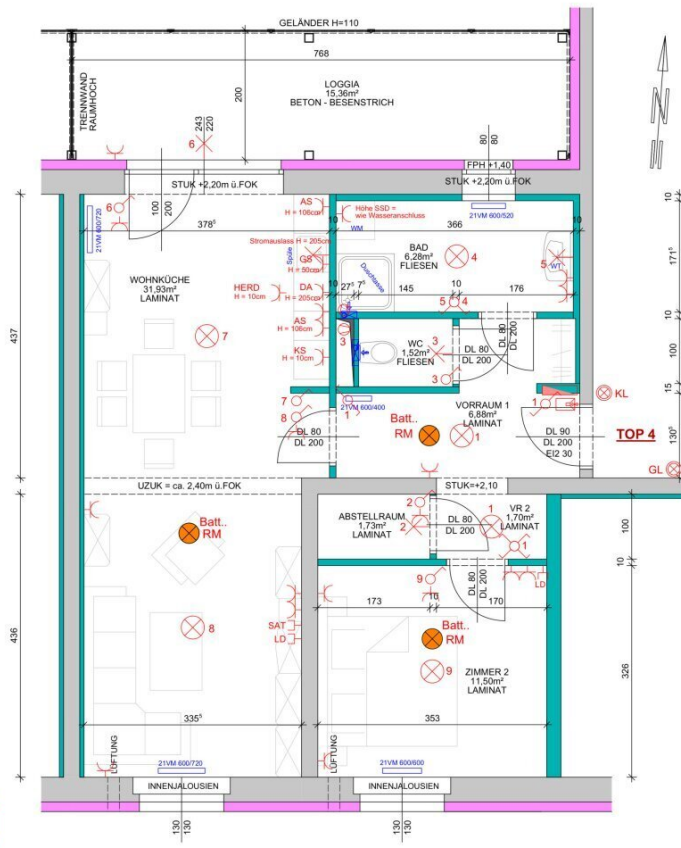 GELÄNDER H=110
768
TRENNWAND
RAUMHOCH
200
LOGGIA
15,36m²
BETON - BESENSTRICH
N
243
220
6
80
80
FPH +1,40
STUK +2,20m ü.FOK
STUK +2,20m ü.FOK
6
100
200
AS
H = 106cm
10
Höhe SSD =
wie Wasseranschluss
21VM 600/520
10
10
21VM 600/720
378⁵
WM
366
Stromauslass H = 205cm
BAD
6,28m²
FLIESEN
4
5
WT
171⁵
Spüle
GS
H = 50cm
Duschtasse
WOHNKÜCHE
31,93m²
LAMINAT
HERD
H = 10cm
DA
H = 205cm
27⁵
7⁵
145
10
176
5
4
10
437
7
AS
H = 106cm
3
WC
1,52m²
FLIESEN
3
DL 80
DL 200
100
KS
H = 10cm
3
15
7
8
1
21VM 600/400
VORRAUM 1
6,88m²
LAMINAT
1
KL
DL 80
DL 200
Batt..
RM
1
DL 90
DL 200
EI2 30
TOP 4
130⁵
GL
UZUK = ca. 2,40m ü.FOK
STUK=+2,10
Batt..
RM
2
2
ABSTELLRAUM
1,73m²
LAMINAT
DL 80
DL 200
1
VR 2
1,70m²
LAMINAT
1
100
10
9
DL 80
DL 200
LD
173
10
170
436
SAT
LD
8
Batt..
RM
9
ZIMMER 2
11,50m²
LAMINAT
326
335⁵
353
LÜFTUNG
21VM 600/720
LÜFTUNG
21VM 600/600
INNENJALOUSIEN
INNENJALOUSIEN
130
130
130
130